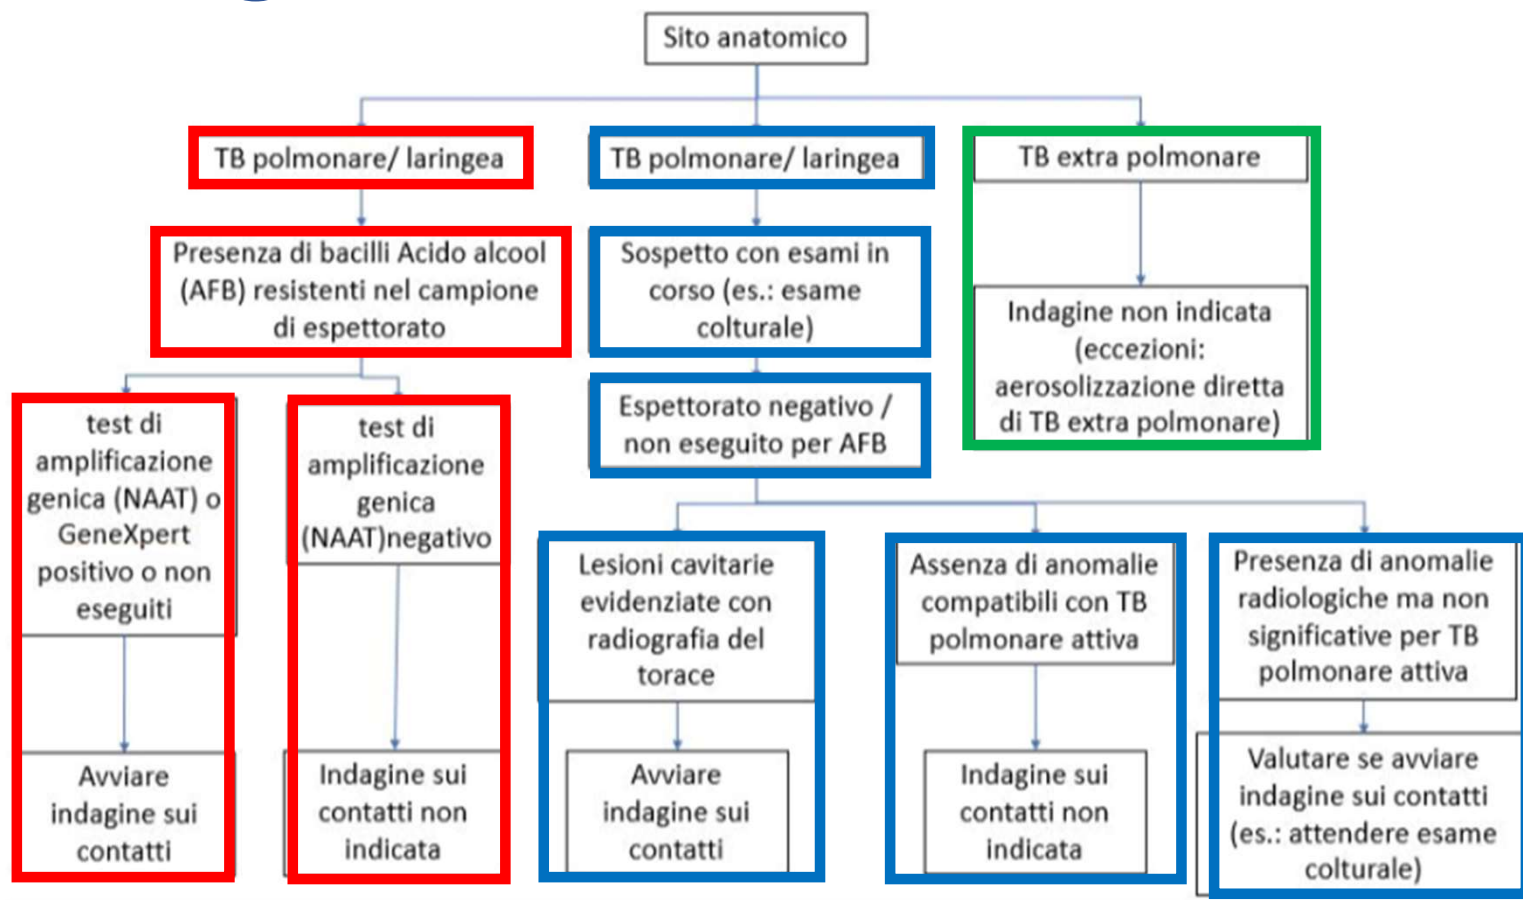 Sito anatomico
TB polmonare/ laringea
Presenza di bacilli Acido alcool
(AFB) resistenti nel campione
di espettorato
test di
amplificazione
genica (NAAT) o
GeneXpert
positivo o non
eseguiti
Avviare
indagine sui
contatti
test di
amplificazione
genica
(NAAT)negativo
Indagine sui
contatti non
indicata
TB polmonare/ laringea
Sospetto con esami in
corso (es.: esame
colturale)
Espettorato negativo /
non eseguito per AFB
Lesioni cavitarie
evidenziate con
radiografia del
torace
Avviare
indagine sui
contatti
Assenza di anomalie
compatibili con TB
polmonare attiva
Indagine sui
contatti non
indicata
Presenza di anomalie
radiologiche ma non
significative per TB
polmonare attiva
Valutare se avviare
indagine sui contatti
(es.: attendere esame
colturale)
TB extra polmonare
Indagine non indicata
(eccezioni:
aerosolizzazione diretta
di TB extra polmonare)